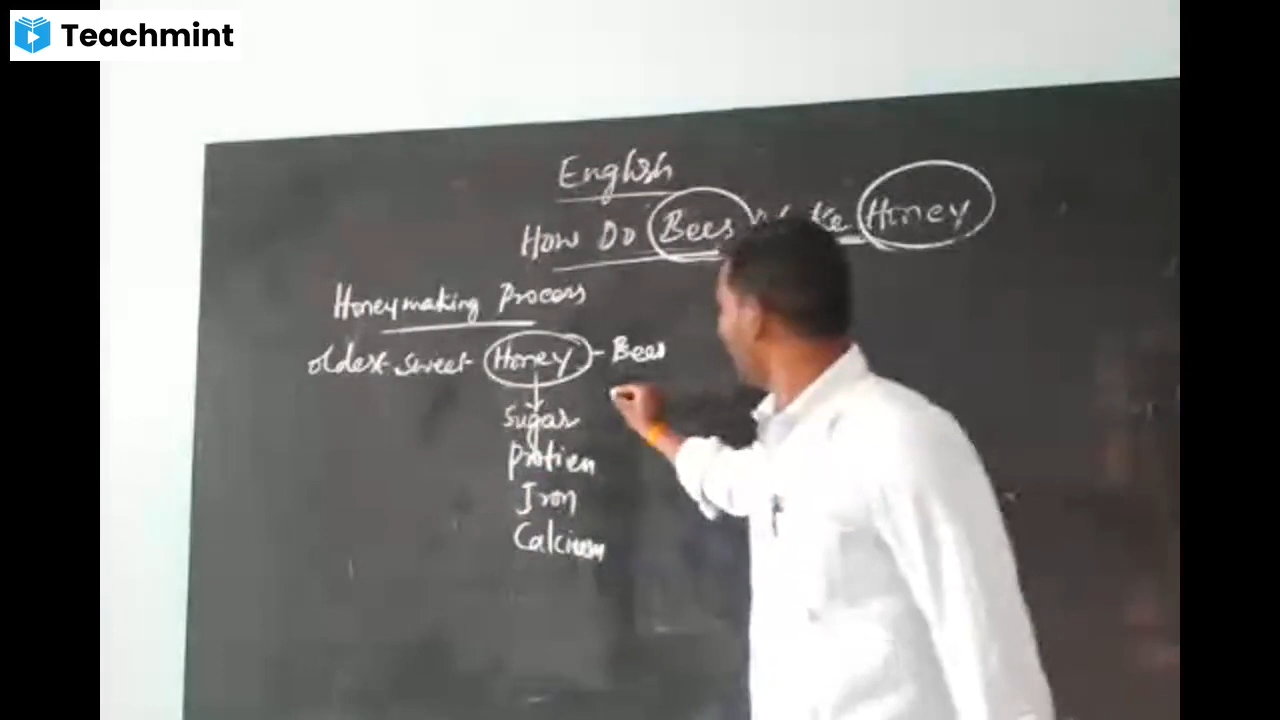 Teachmint
English
How Do Bees Honey
Honeymaking Process
oldest sweet Honey - Bees
Sugar
Protien
Iron
Calcium